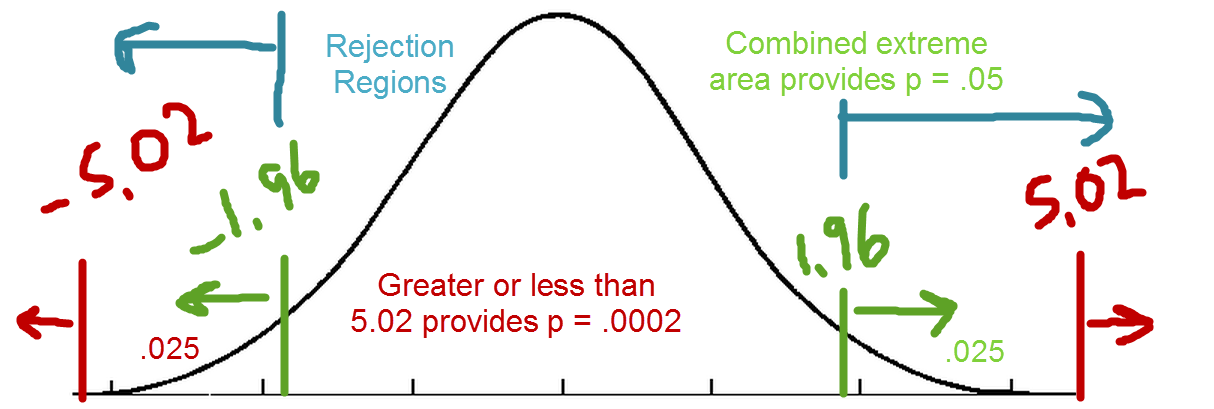 Rejection
Regions
Combined extreme
area provides p = .05
-5.02
-1.96
1.96
5.02
Greater or less than
5.02 provides p = .0002
.025
.025